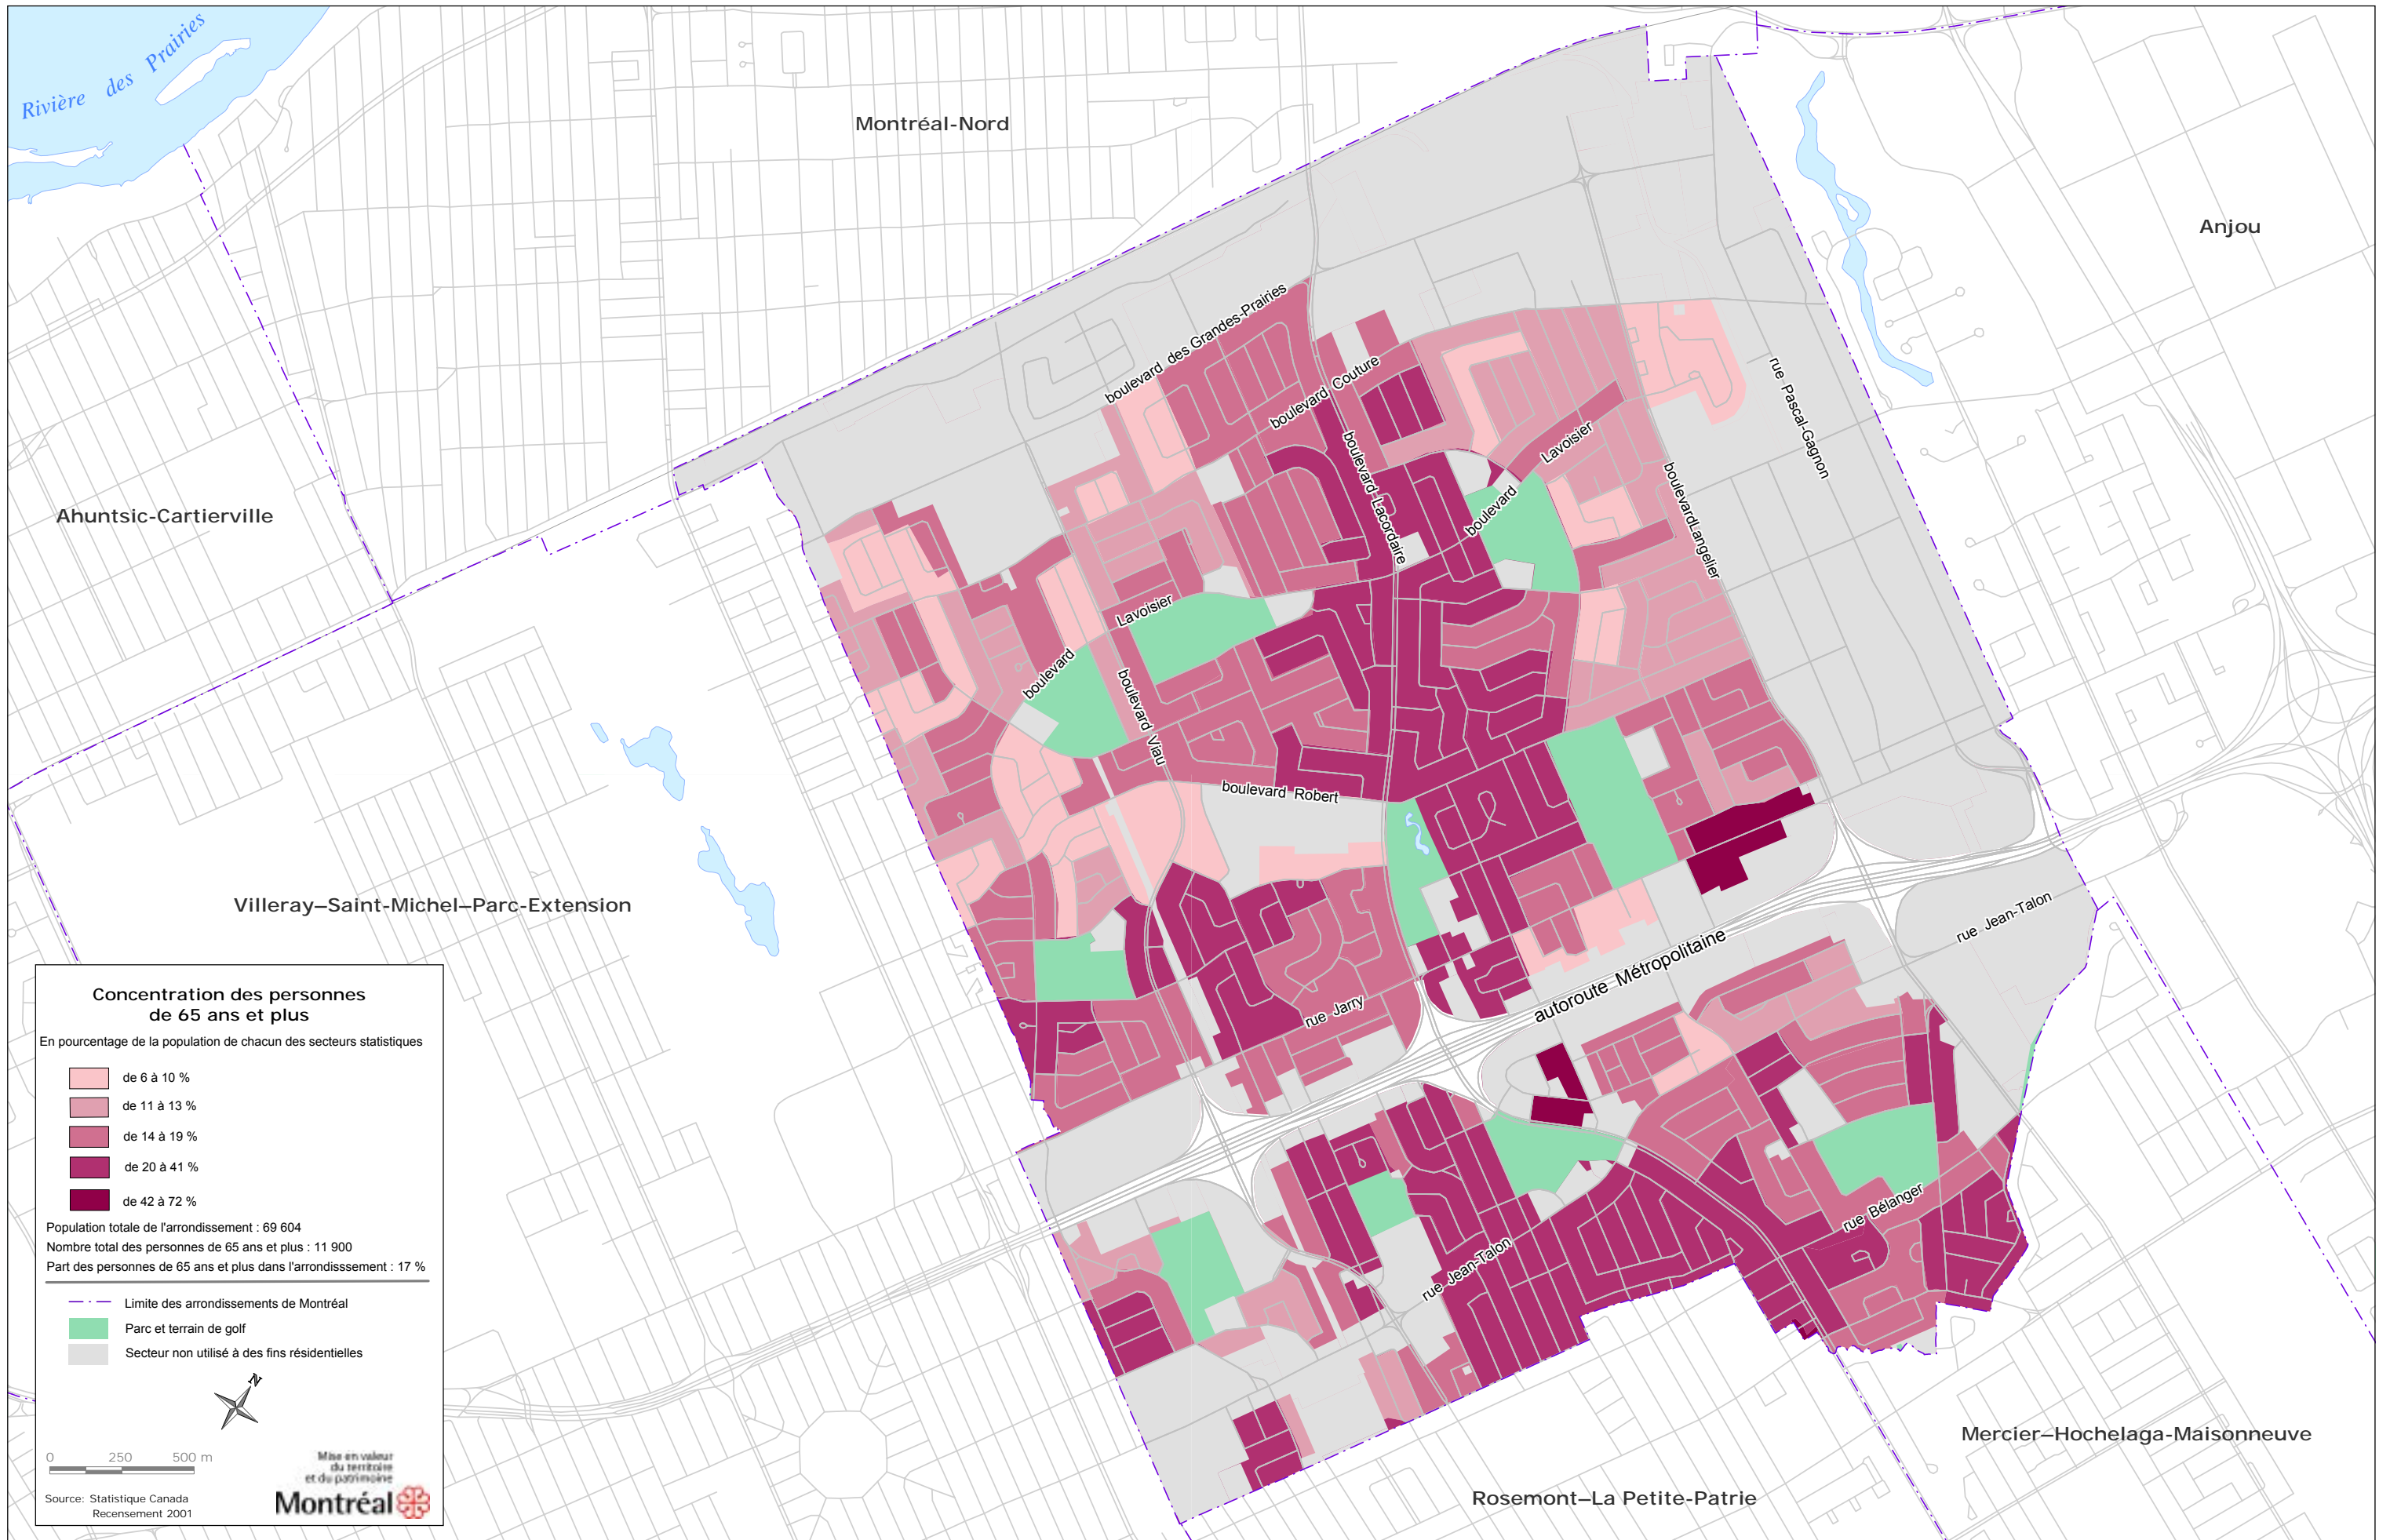 Rivière des Prairies
Montréal-Nord
Anjou
Ahuntsic-Cartierville
Villeray–Saint-Michel–Parc-Extension
Mercier–Hochelaga-Maisonneuve
Rosemont–La Petite-Patrie
boulevard des Grandes-Prairies
boulevard Couture
boulevard Lacordaire
boulevard Lavoisier
rue Pascal-Gagnon
boulevardLangelier
boulevard Lavoisier
boulevard Viau
boulevard Robert
rue Jarry
autoroute Métropolitaine
rue Jean-Talon
rue Jean-Talon
rue Bélanger
Concentration des personnes
de 65 ans et plus
En pourcentage de la population de chacun des secteurs statistiques
de 6 à 10 %
de 11 à 13 %
de 14 à 19 %
de 20 à 41 %
de 42 à 72 %
Population totale de l'arrondissement : 69 604
Nombre total des personnes de 65 ans et plus : 11 900
Part des personnes de 65 ans et plus dans l'arrondisssement : 17 %
Limite des arrondissements de Montréal
Parc et terrain de golf
Secteur non utilisé à des fins résidentielles
N
0 250 500 m
Source: Statistique Canada
Recensement 2001
Mise en valeur
du territoire
et du patrimoine
Montréal